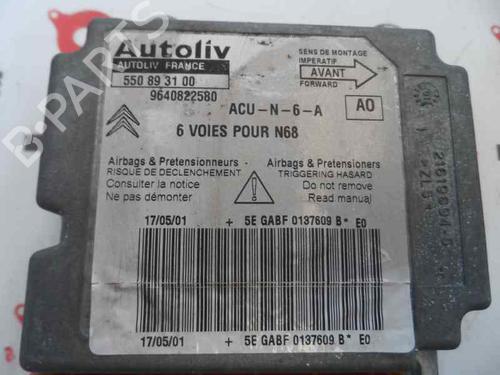 Autoliv
AUTOLIV FRANCE
550 89 31 00
9640822580
SENS DE MONTAGE
IMPERATIF
AVANT
FORWARD
ACU-N-6-A
AO
6 VOIES POUR N68
Airbags & Pretensionneurs
RISQUE DE DECLENCHEMENT
Consulter la notice
Ne pas démonter
Airbags & Pretensioners
TRIGGERING HASARD
Do not remove
Read manual
17/05/01 + 5E GABF 0137609 B* E0
17/05/01 + 5E GABF 0137609 B* E0